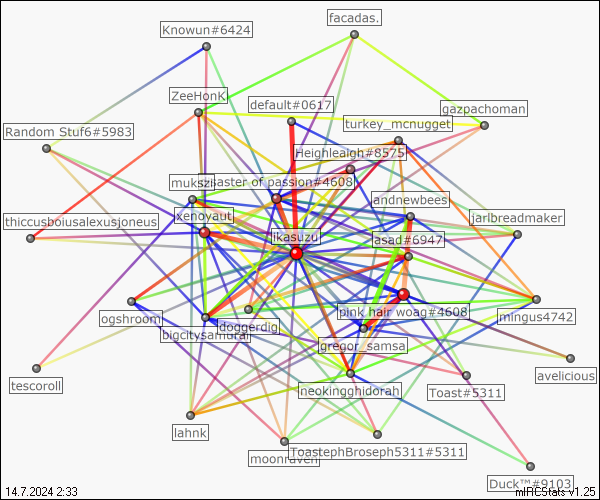 facadas.
Knowun#6424
ZeeHonK
default#0617
gazpachoman
turkey_mcnugget
Random Stuf6#5983
Heighleaigh#8575
mukszi
aster of passion#4608
andnewbees
xenoyaut
jarlbreadmaker
thiccusboiusalexusjoneus
ikasuzu
asad#6947
pink hair woag#4608
mingus4742
ogshroom
doggerdig
bigcitysamurai
gregor_samsa
avelicious
tescoroll
neokingghidorah
Toast#5311
lahnk
moonraven
ToastephBroseph5311#5311
Duck™#9103
14.7.2024 2:33
mIRCStats v1.25